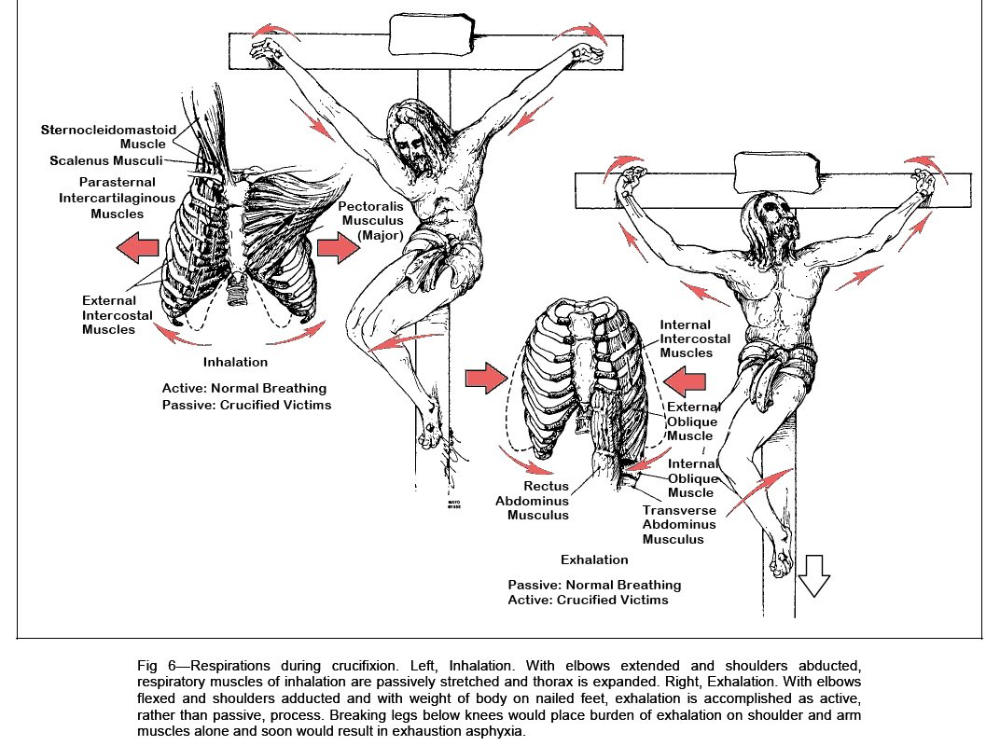 Sternocleidomastoid
Muscle
Scalenus Musculi
Parasternal
Intercartilaginous
Muscles
Pectoralis
Musculus
(Major)
External
Intercostal
Muscles
Inhalation
Active: Normal Breathing
Passive: Crucified Victims
MAYO
©1985
Internal
Intercostal
Muscles
External
Oblique
Muscle
Internal
Oblique
Muscle
Rectus
Abdominus
Musculus
Transverse
Abdominus
Musculus
Exhalation
Passive: Normal Breathing
Active: Crucified Victims
Fig 6—Respirations during crucifixion. Left, Inhalation. With elbows extended and shoulders abducted,
respiratory muscles of inhalation are passively stretched and thorax is expanded. Right, Exhalation. With elbows
flexed and shoulders adducted and with weight of body on nailed feet, exhalation is accomplished as active,
rather than passive, process. Breaking legs below knees would place burden of exhalation on shoulder and arm
muscles alone and soon would result in exhaustion asphyxia.